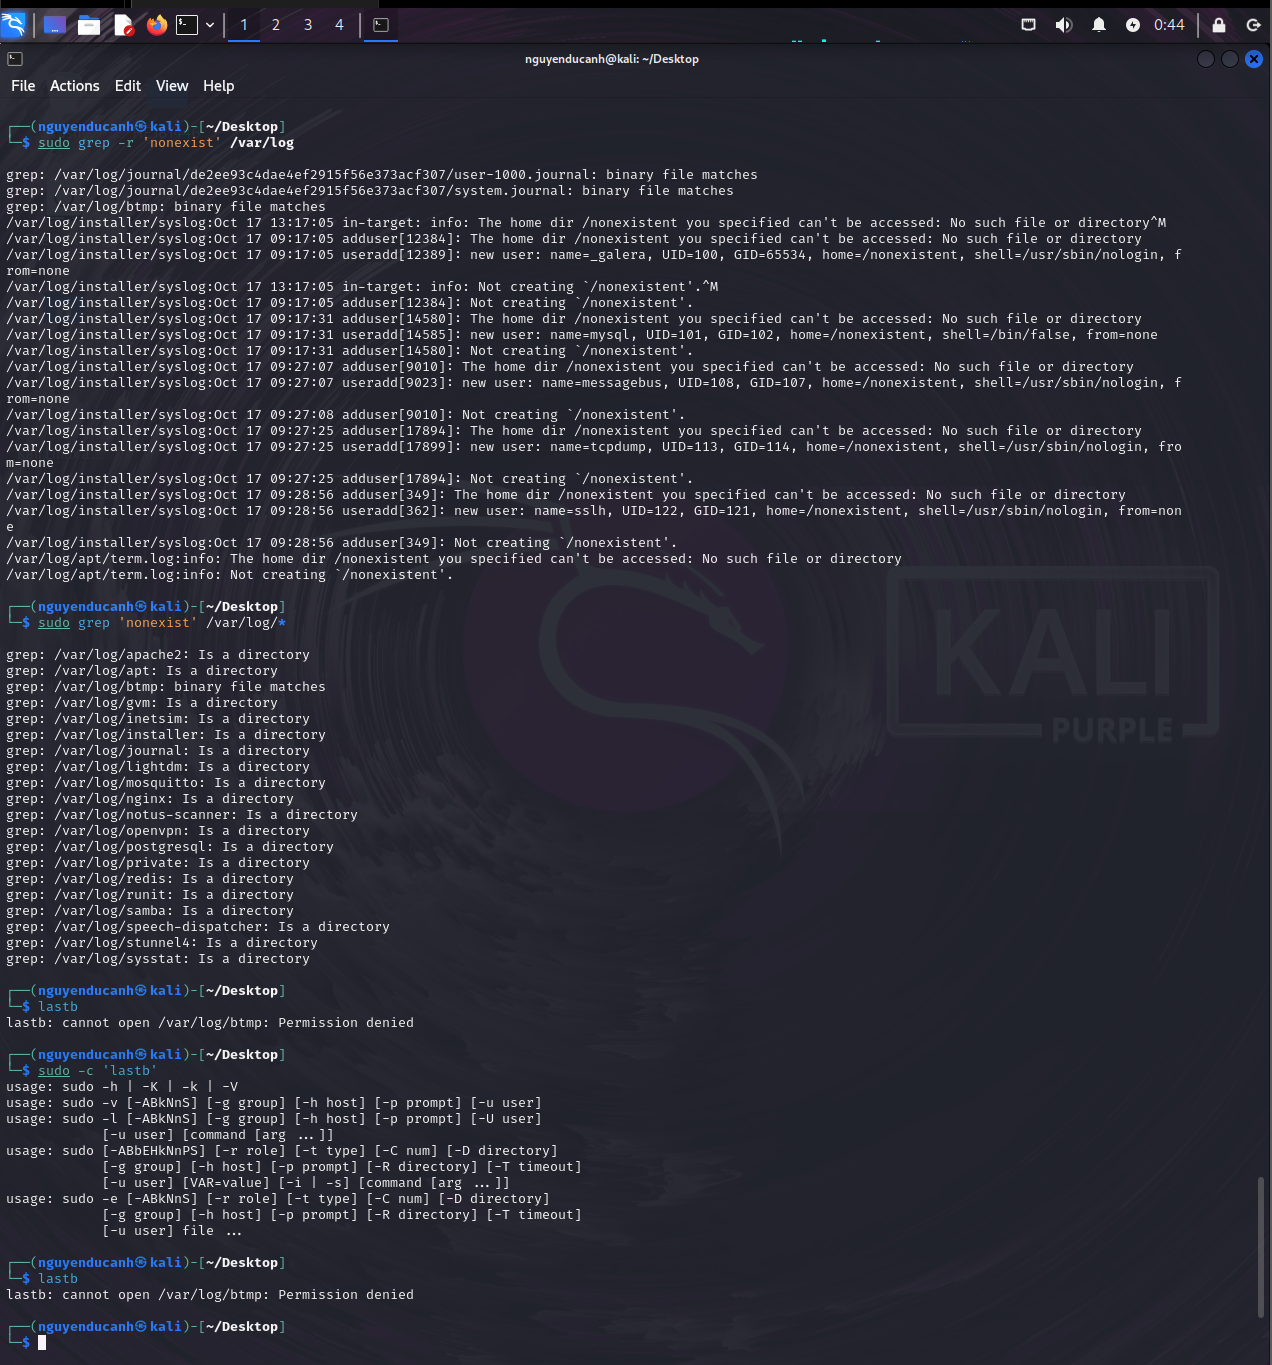 1 2 3 4 0:44
nguyenducanh@kali: ~/Desktop
File Actions Edit View Help
┌──(nguyenducanh㉿kali)-[~/Desktop]
└─$ sudo grep -r 'nonexist' /var/log
grep: /var/log/journal/de2ee93c4dae4ef2915f56e373acf307/user-1000.journal: binary file matches
grep: /var/log/journal/de2ee93c4dae4ef2915f56e373acf307/system.journal: binary file matches
grep: /var/log/btmp: binary file matches
/var/log/installer/syslog:Oct 17 13:17:05 in-target: info: The home dir /nonexistent you specified can't be accessed: No such file or directory^M
/var/log/installer/syslog:Oct 17 09:17:05 adduser[12384]: The home dir /nonexistent you specified can't be accessed: No such file or directory
/var/log/installer/syslog:Oct 17 09:17:05 useradd[12389]: new user: name=_galera, UID=100, GID=65534, home=/nonexistent, shell=/usr/sbin/nologin, f
rom=none
/var/log/installer/syslog:Oct 17 13:17:05 in-target: info: Not creating `/nonexistent'.^M
/var/log/installer/syslog:Oct 17 09:17:05 adduser[12384]: Not creating `/nonexistent'.
/var/log/installer/syslog:Oct 17 09:17:31 adduser[14580]: The home dir /nonexistent you specified can't be accessed: No such file or directory
/var/log/installer/syslog:Oct 17 09:17:31 useradd[14585]: new user: name=mysql, UID=101, GID=102, home=/nonexistent, shell=/bin/false, from=none
/var/log/installer/syslog:Oct 17 09:17:31 adduser[14580]: Not creating `/nonexistent'.
/var/log/installer/syslog:Oct 17 09:27:07 adduser[9010]: The home dir /nonexistent you specified can't be accessed: No such file or directory
/var/log/installer/syslog:Oct 17 09:27:07 useradd[9023]: new user: name=messagebus, UID=108, GID=107, home=/nonexistent, shell=/usr/sbin/nologin, f
rom=none
/var/log/installer/syslog:Oct 17 09:27:08 adduser[9010]: Not creating `/nonexistent'.
/var/log/installer/syslog:Oct 17 09:27:25 adduser[17894]: The home dir /nonexistent you specified can't be accessed: No such file or directory
/var/log/installer/syslog:Oct 17 09:27:25 useradd[17899]: new user: name=tcpdump, UID=113, GID=114, home=/nonexistent, shell=/usr/sbin/nologin, fro
m=none
/var/log/installer/syslog:Oct 17 09:27:25 adduser[17894]: Not creating `/nonexistent'.
/var/log/installer/syslog:Oct 17 09:28:56 adduser[349]: The home dir /nonexistent you specified can't be accessed: No such file or directory
/var/log/installer/syslog:Oct 17 09:28:56 useradd[362]: new user: name=sslh, UID=122, GID=121, home=/nonexistent, shell=/usr/sbin/nologin, from=non
e
/var/log/installer/syslog:Oct 17 09:28:56 adduser[349]: Not creating `/nonexistent'.
/var/log/apt/term.log:info: The home dir /nonexistent you specified can't be accessed: No such file or directory
/var/log/apt/term.log:info: Not creating `/nonexistent'.
┌──(nguyenducanh㉿kali)-[~/Desktop]
└─$ sudo grep 'nonexist' /var/log/*
grep: /var/log/apache2: Is a directory
grep: /var/log/apt: Is a directory
grep: /var/log/btmp: binary file matches
grep: /var/log/gvm: Is a directory
grep: /var/log/inetsim: Is a directory
grep: /var/log/installer: Is a directory
grep: /var/log/journal: Is a directory
grep: /var/log/lightdm: Is a directory
grep: /var/log/mosquitto: Is a directory
grep: /var/log/nginx: Is a directory
grep: /var/log/notus-scanner: Is a directory
grep: /var/log/openvpn: Is a directory
grep: /var/log/postgresql: Is a directory
grep: /var/log/private: Is a directory
grep: /var/log/redis: Is a directory
grep: /var/log/runit: Is a directory
grep: /var/log/samba: Is a directory
grep: /var/log/speech-dispatcher: Is a directory
grep: /var/log/stunnel4: Is a directory
grep: /var/log/sysstat: Is a directory
KALI
PURPLE
┌──(nguyenducanh㉿kali)-[~/Desktop]
└─$ lastb
lastb: cannot open /var/log/btmp: Permission denied
┌──(nguyenducanh㉿kali)-[~/Desktop]
└─$ sudo -c 'lastb'
usage: sudo -h | -K | -k | -V
usage: sudo -v [-ABkNnS] [-g group] [-h host] [-p prompt] [-u user]
usage: sudo -l [-ABkNnS] [-g group] [-h host] [-p prompt] [-U user]
[-u user] [command [arg ...]]
usage: sudo [-ABbEHkNnPS] [-r role] [-t type] [-C num] [-D directory]
[-g group] [-h host] [-p prompt] [-R directory] [-T timeout]
[-u user] [VAR=value] [-i | -s] [command [arg ...]]
usage: sudo -e [-ABkNnS] [-r role] [-t type] [-C num] [-D directory]
[-g group] [-h host] [-p prompt] [-R directory] [-T timeout]
[-u user] file ...
┌──(nguyenducanh㉿kali)-[~/Desktop]
└─$ lastb
lastb: cannot open /var/log/btmp: Permission denied
┌──(nguyenducanh㉿kali)-[~/Desktop]
└─$